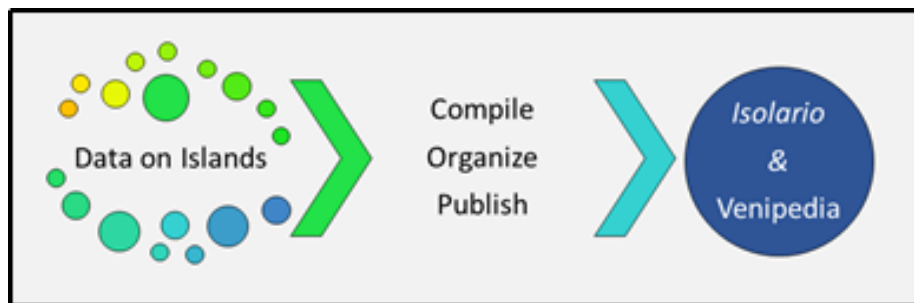 Data on Islands
Compile
Organize
Publish
Isolario
&
Venipedia